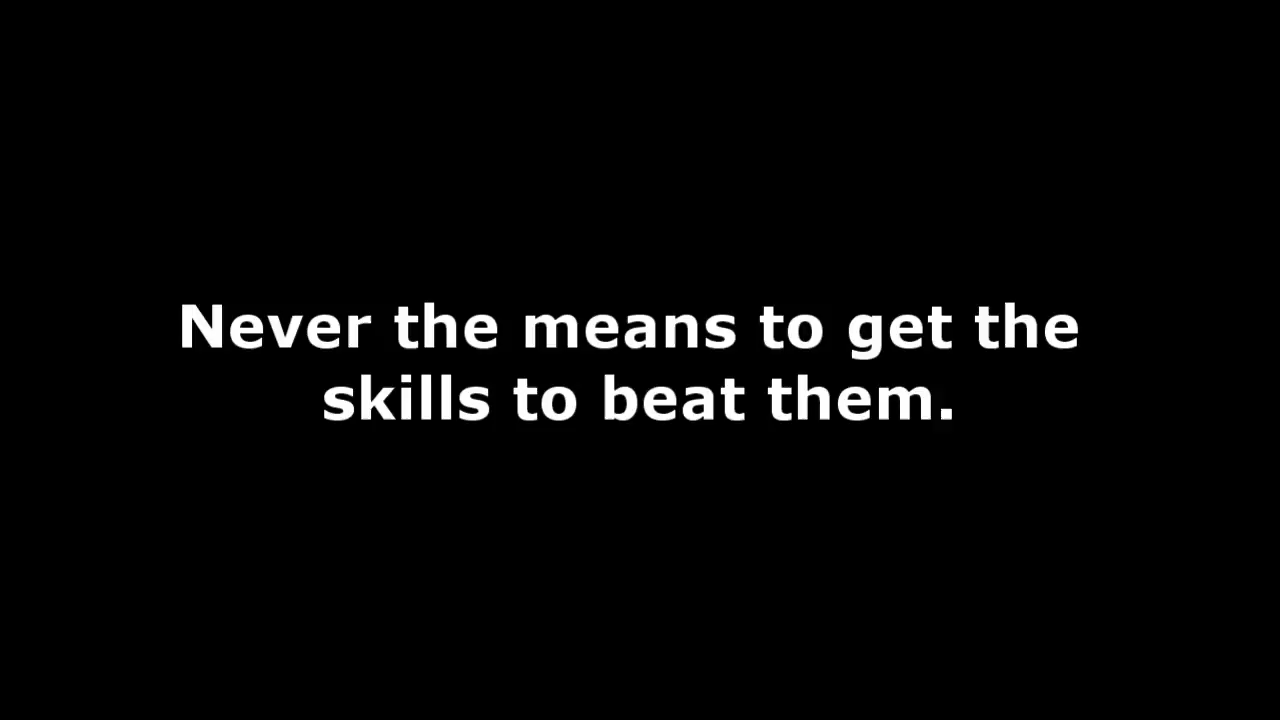 Never the means to get the
skills to beat them.